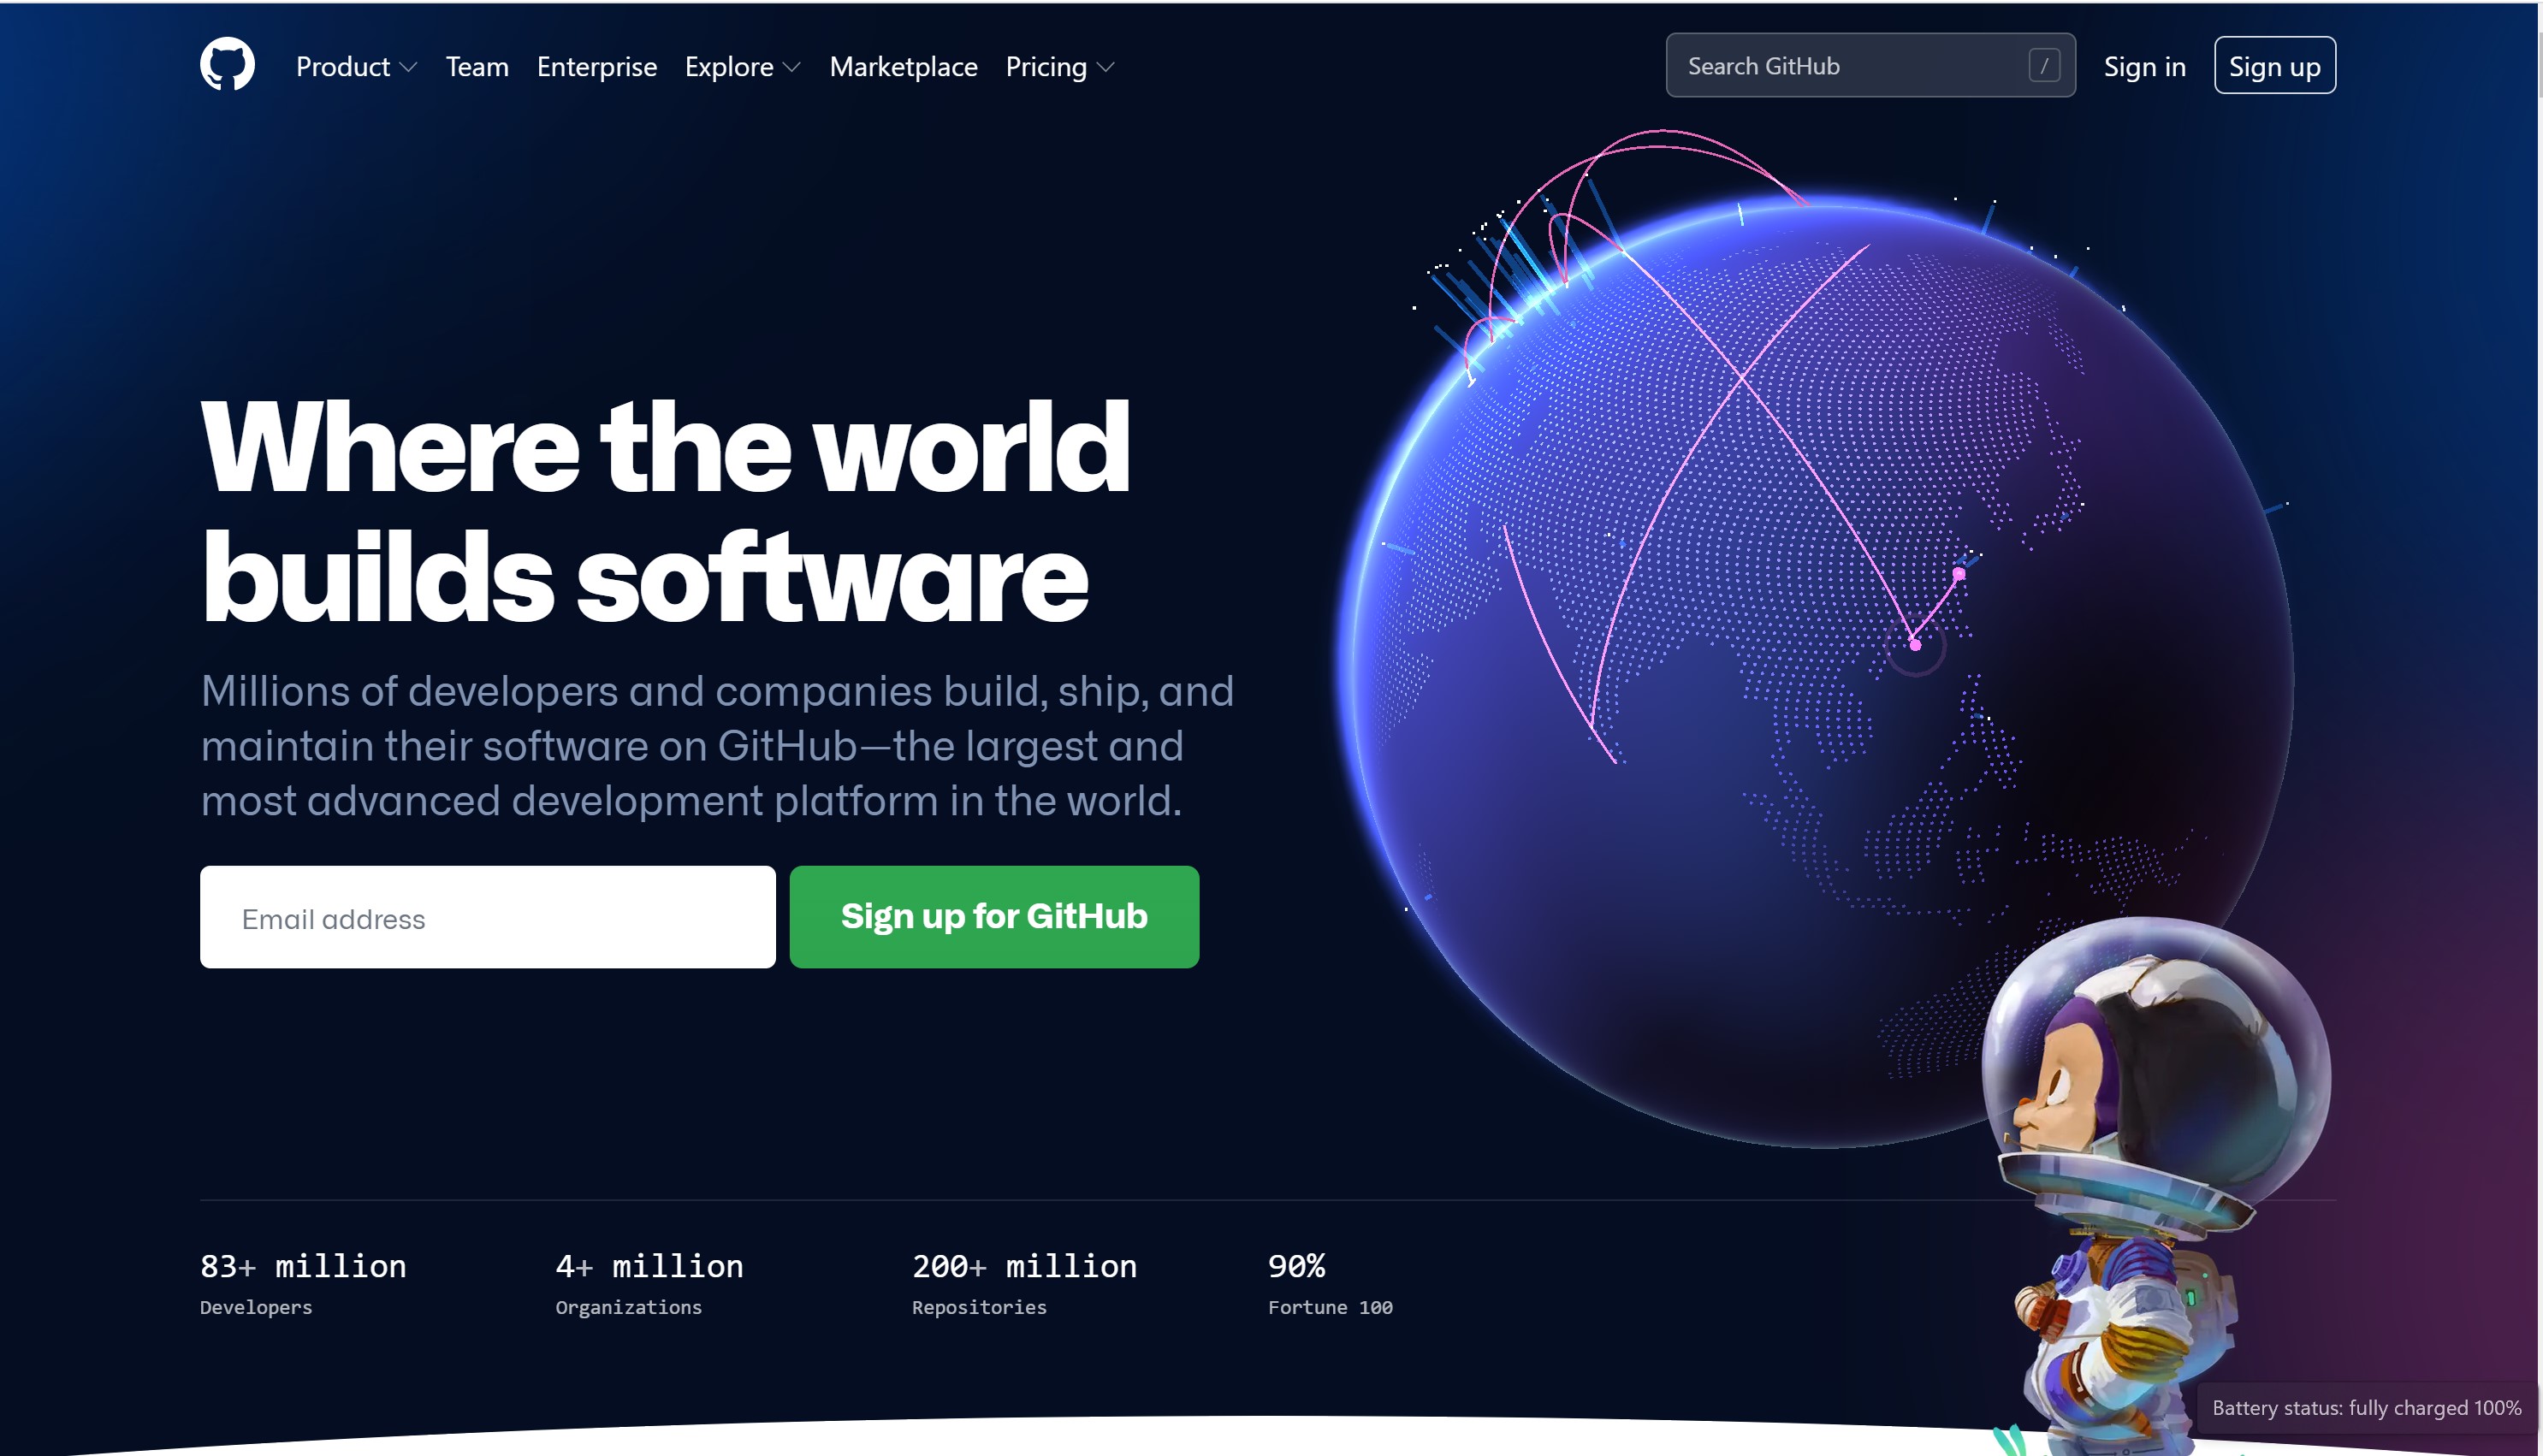 Product Team Enterprise Explore Marketplace Pricing Search GitHub / Sign in Sign up
Where the world
builds software
Millions of developers and companies build, ship, and
maintain their software on GitHub—the largest and
most advanced development platform in the world.
Email address Sign up for GitHub
83+ million 4+ million 200+ million 90%
Developers Organizations Repositories Fortune 100
Battery status: fully charged 100%